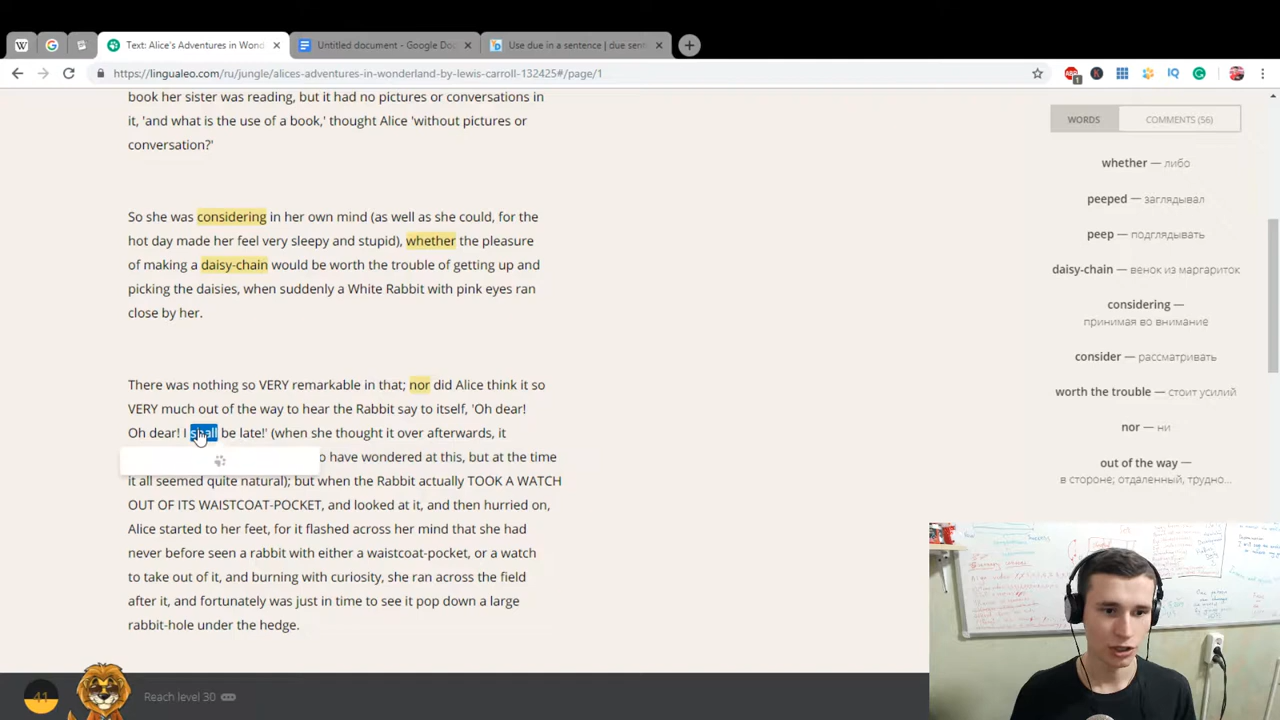 Text: Alice's Adventures in Wond
Untitled document - Google Do
Use due in a sentence | due sent
https://lingualeo.com/ru/jungle/alices-adventures-in-wonderland-by-lewis-carroll-132425#/page/1
book her sister was reading, but it had no pictures or conversations in
it, 'and what is the use of a book,' thought Alice 'without pictures or
conversation?'
So she was considering in her own mind (as well as she could, for the
hot day made her feel very sleepy and stupid), whether the pleasure
of making a daisy-chain would be worth the trouble of getting up and
picking the daisies, when suddenly a White Rabbit with pink eyes ran
close by her.
There was nothing so VERY remarkable in that; nor did Alice think it so
VERY much out of the way to hear the Rabbit say to itself, 'Oh dear!
Oh dear! I shall be late!' (when she thought it over afterwards, it
o have wondered at this, but at the time
it all seemed quite natural); but when the Rabbit actually TOOK A WATCH
OUT OF ITS WAISTCOAT-POCKET, and looked at it, and then hurried on,
Alice started to her feet, for it flashed across her mind that she had
never before seen a rabbit with either a waistcoat-pocket, or a watch
to take out of it, and burning with curiosity, she ran across the field
after it, and fortunately was just in time to see it pop down a large
rabbit-hole under the hedge.
WORDS
COMMENTS (56)
whether — либо
peeped — заглядывал
peep — подглядывать
daisy-chain — венок из маргариток
considering —
принимая во внимание
consider — рассматривать
worth the trouble — стоит усилий
nor — ни
out of the way —
в стороне; отдаленный, трудно...
41
Reach level 30